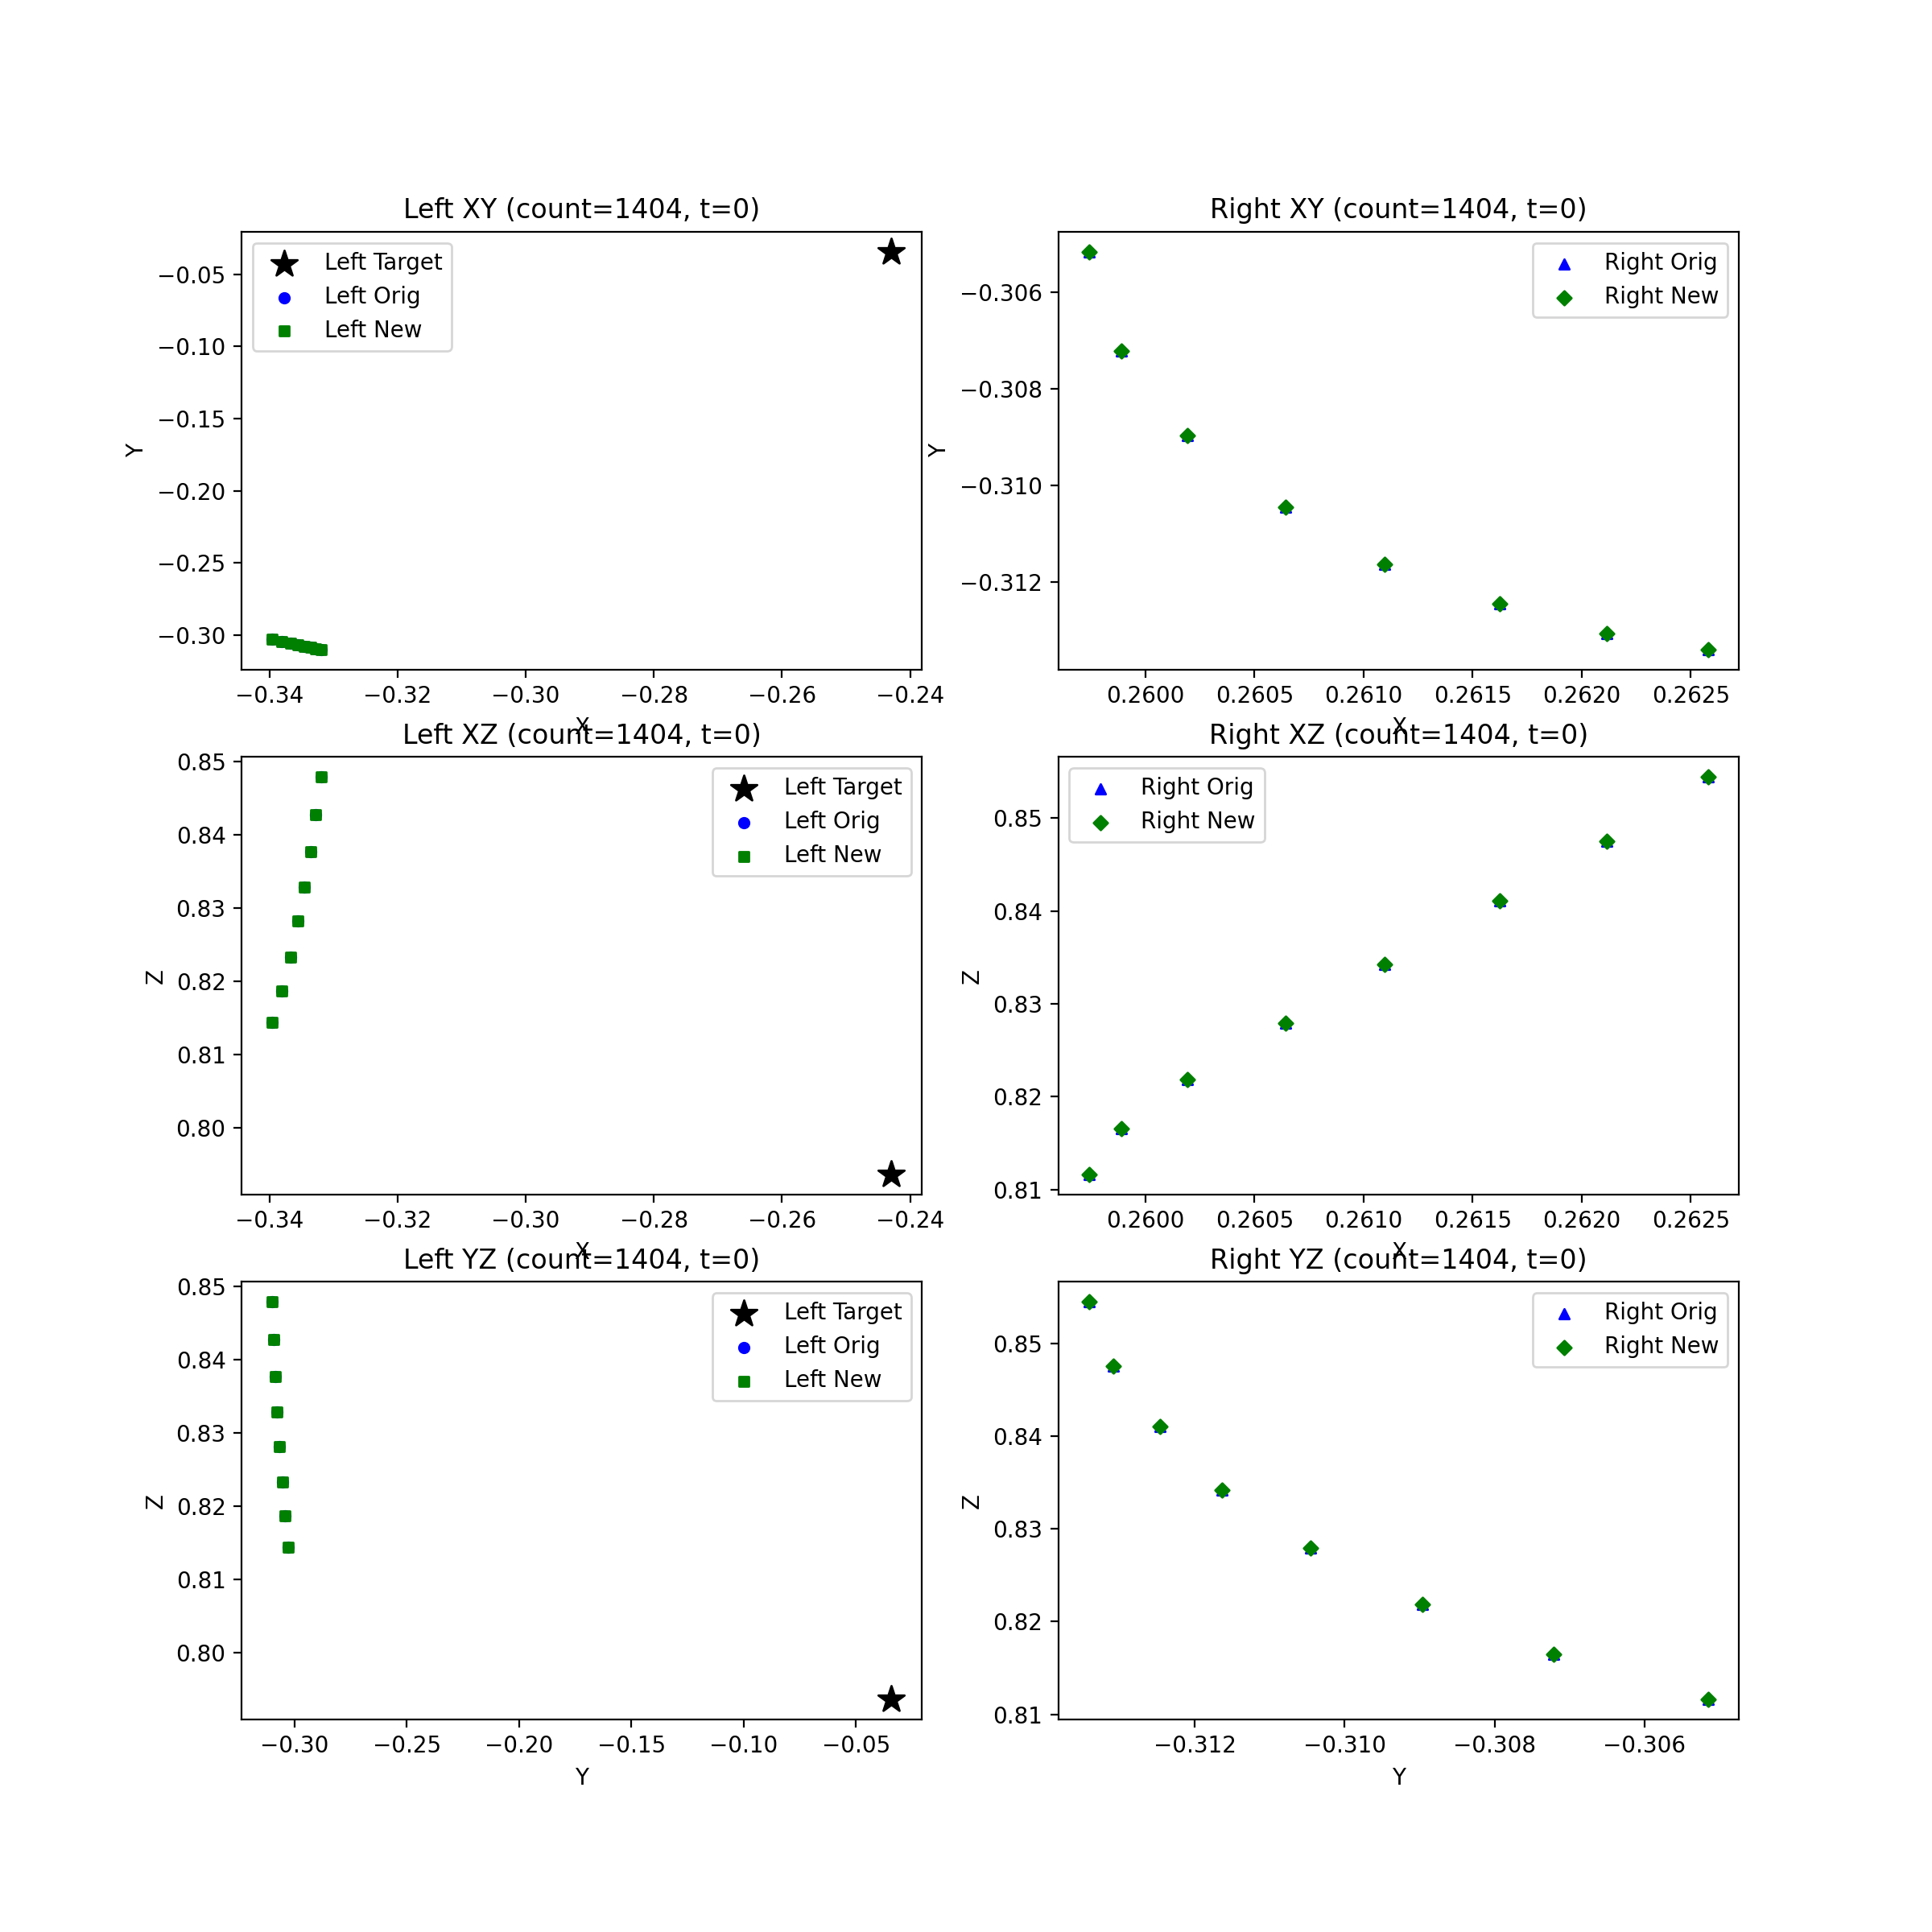 Left XY (count=1404, t=0)
Left Target
Left Orig
Left New
−0.05
−0.10
−0.15
−0.20
−0.25
−0.30
Y
−0.34
−0.32
−0.30
−0.28
−0.26
−0.24
X
Right XY (count=1404, t=0)
Right Orig
Right New
−0.306
−0.308
−0.310
−0.312
Y
0.2600
0.2605
0.2610
0.2615
0.2620
0.2625
X
Left XZ (count=1404, t=0)
Left Target
Left Orig
Left New
0.85
0.84
0.83
0.82
0.81
0.80
Z
−0.34
−0.32
−0.30
−0.28
−0.26
−0.24
X
Right XZ (count=1404, t=0)
Right Orig
Right New
0.85
0.84
0.83
0.82
0.81
Z
0.2600
0.2605
0.2610
0.2615
0.2620
0.2625
X
Left YZ (count=1404, t=0)
Left Target
Left Orig
Left New
0.85
0.84
0.83
0.82
0.81
0.80
Z
−0.30
−0.25
−0.20
−0.15
−0.10
−0.05
Y
Right YZ (count=1404, t=0)
Right Orig
Right New
0.85
0.84
0.83
0.82
0.81
Z
−0.312
−0.310
−0.308
−0.306
Y